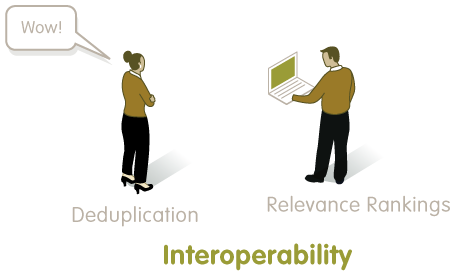 Wow!
Deduplication
Relevance Rankings
Interoperability